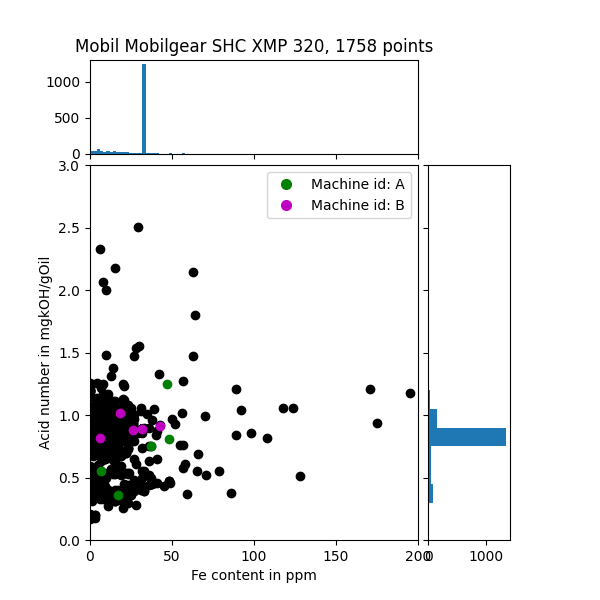 Mobil Mobilgear SHC XMP 320, 1758 points
1000
500
0
3.0
2.5
2.0
1.5
1.0
0.5
0.0
Acid number in mgkOH/gOil
Machine id: A
Machine id: B
0 50 100 150 200
0 1000
Fe content in ppm